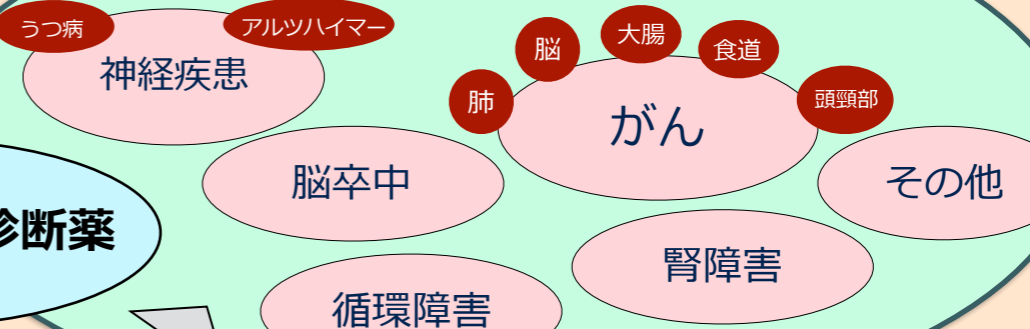 うつ病
アルツハイマー
神経疾患
脳
大腸
食道
肺
頭頸部
がん
脳卒中
その他
診断薬
腎障害
循環障害